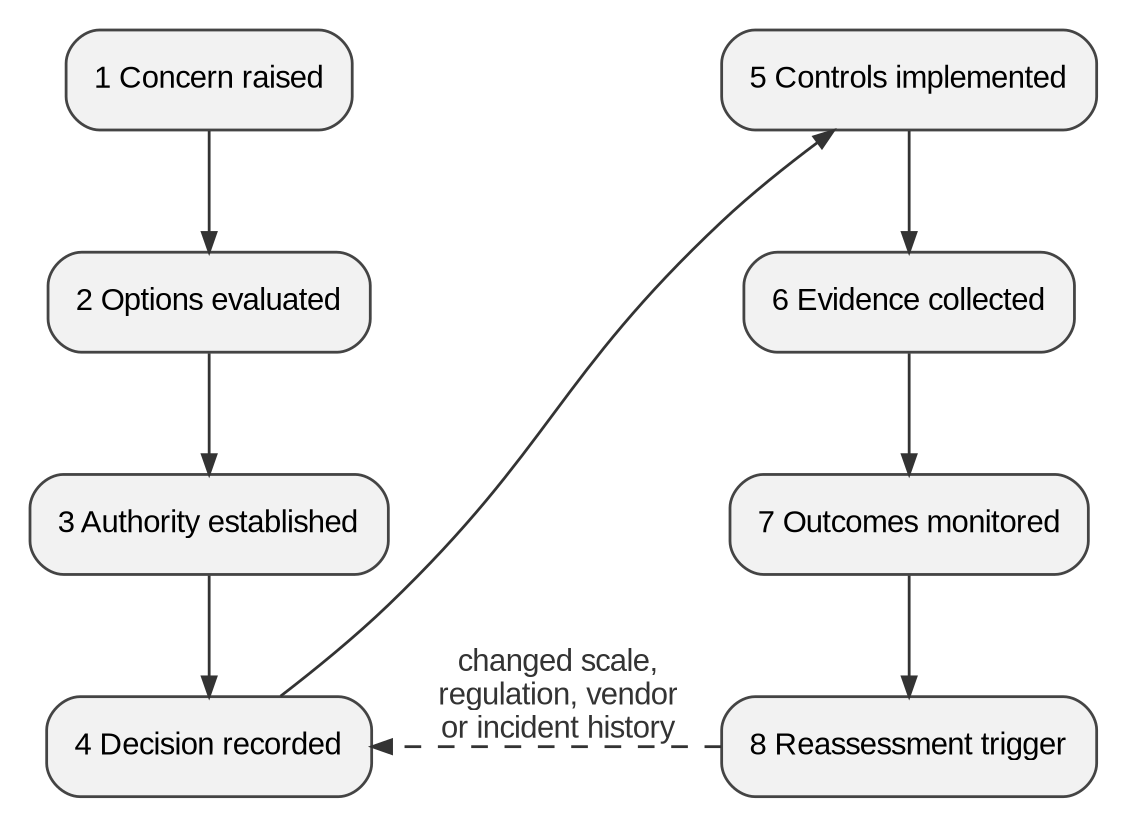 1 Concern raised
2 Options evaluated
3 Authority established
4 Decision recorded
5 Controls implemented
6 Evidence collected
7 Outcomes monitored
8 Reassessment trigger
changed scale,
regulation, vendor
or incident history